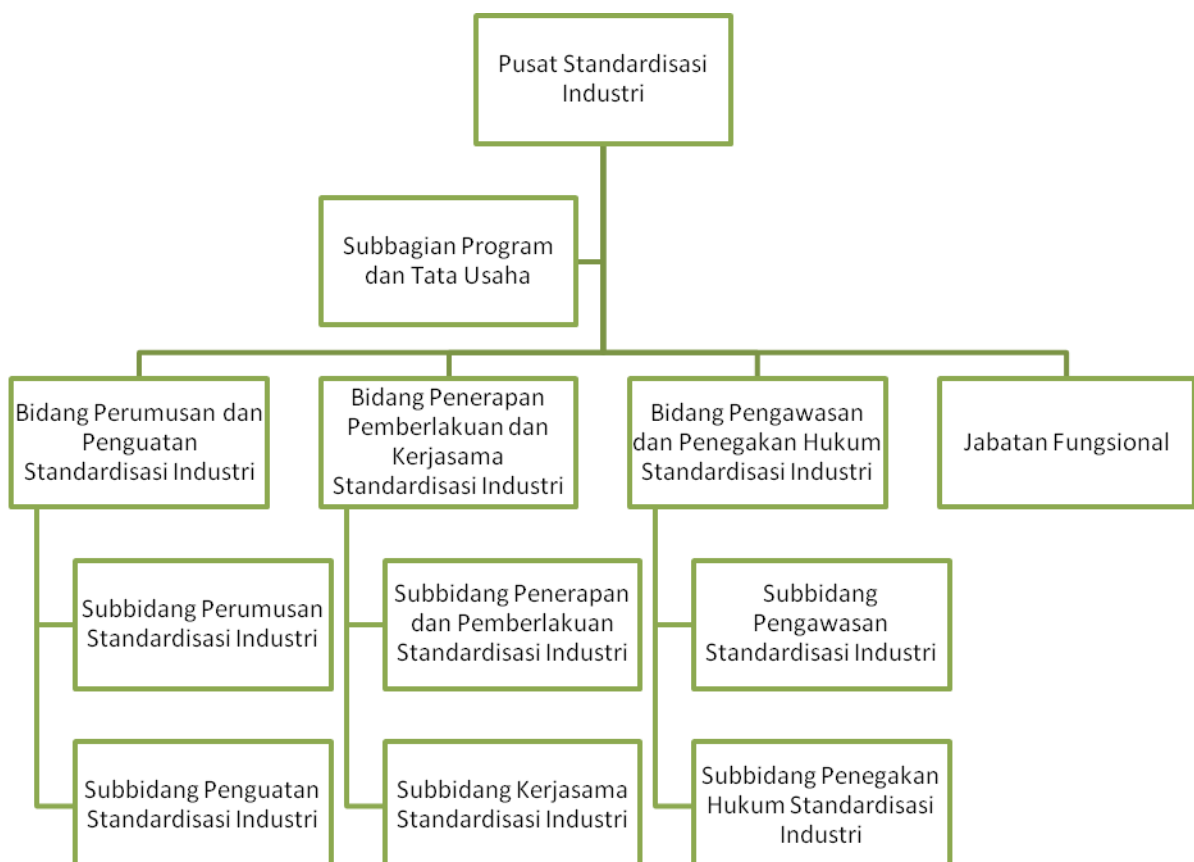 Pusat Standardisasi
Industri
Subbagian Program
dan Tata Usaha
Bidang Perumusan dan
Penguatan
Standardisasi Industri
Bidang Penerapan
Pemberlakuan dan
Kerjasama
Standardisasi Industri
Bidang Pengawasan
dan Penegakan Hukum
Standardisasi Industri
Jabatan Fungsional
Subbidang Perumusan
Standardisasi Industri
Subbidang Penerapan
dan Pemberlakuan
Standardisasi Industri
Subbidang
Pengawasan
Standardisasi Industri
Subbidang Penguatan
Standardisasi Industri
Subbidang Kerjasama
Standardisasi Industri
Subbidang Penegakan
Hukum Standardisasi
Industri